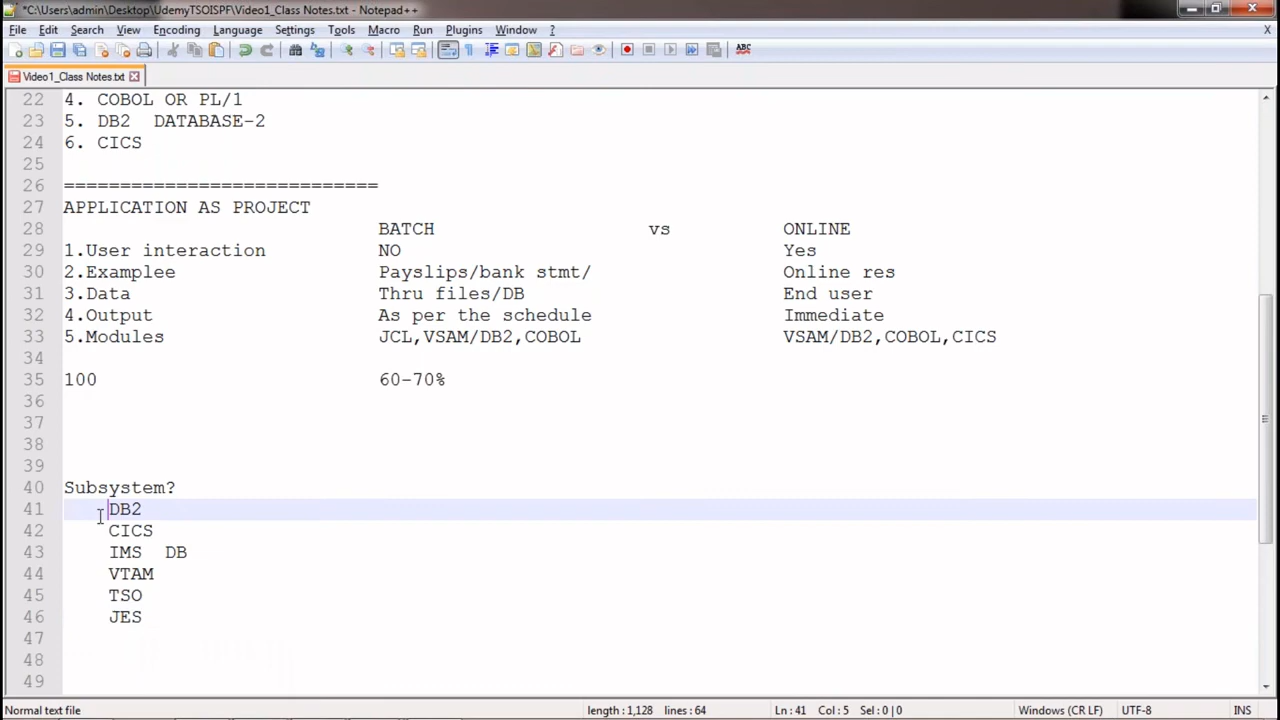 *C:\Users\admin\Desktop\UdemyTSOISPF\Video1_Class Notes.txt - Notepad++
File Edit Search View Encoding Language Settings Tools Macro Run Plugins Window ? X
ABC
Video1_Class Notes.txt
22 4. COBOL OR PL/1
23 5. DB2 DATABASE-2
24 6. CICS
25
26 ============================
27 APPLICATION AS PROJECT
28 BATCH vs ONLINE
29 1.User interaction NO Yes
30 2.Examplee Payslips/bank stmt/ Online res
31 3.Data Thru files/DB End user
32 4.Output As per the schedule Immediate
33 5.Modules JCL,VSAM/DB2,COBOL VSAM/DB2,COBOL,CICS
34
35 100 60-70%
36
37
38
39
40 Subsystem?
41 DB2
42 CICS
43 IMS DB
44 VTAM
45 TSO
46 JES
47
48
49
Normal text file length : 1,128 lines : 64 Ln : 41 Col : 5 Sel : 0 | 0 Windows (CR LF) UTF-8 INS